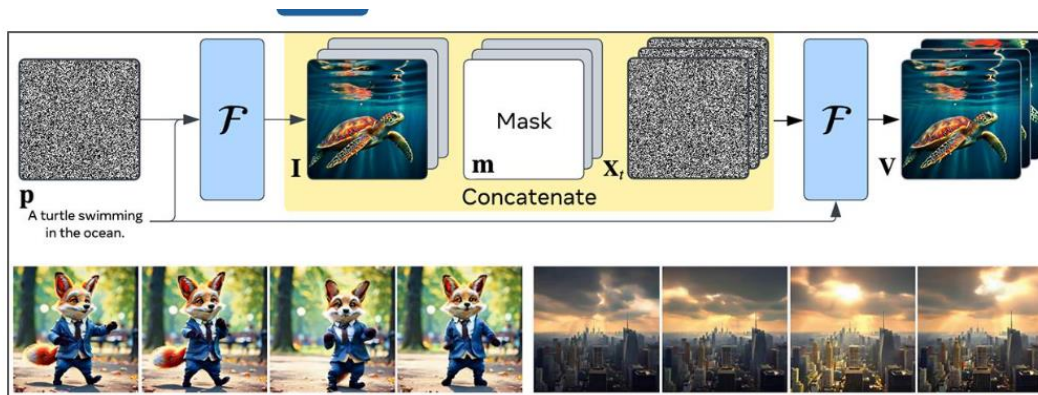 F
I
Mask
m
X_t
F
V
Concatenate
p
A turtle swimming
in the ocean.